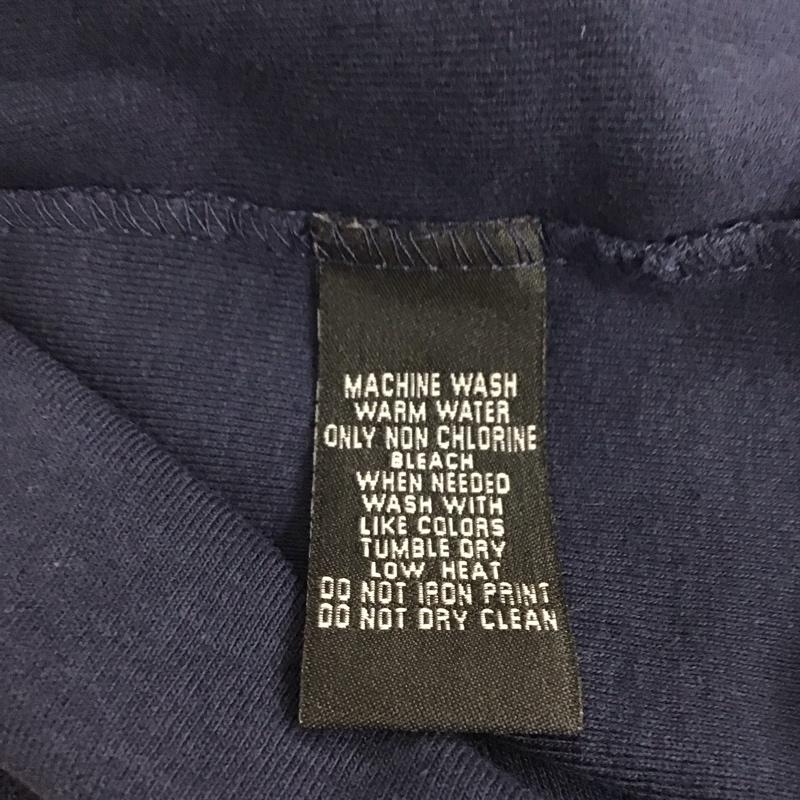 MACHINE WASH
WARM WATER
ONLY NON CHLORINE
BLEACH
WHEN NEEDED
WASH WITH
LIKE COLORS
TUMBLE DRY
LOW HEAT
DO NOT IRON PRINT
DO NOT DRY CLEAN